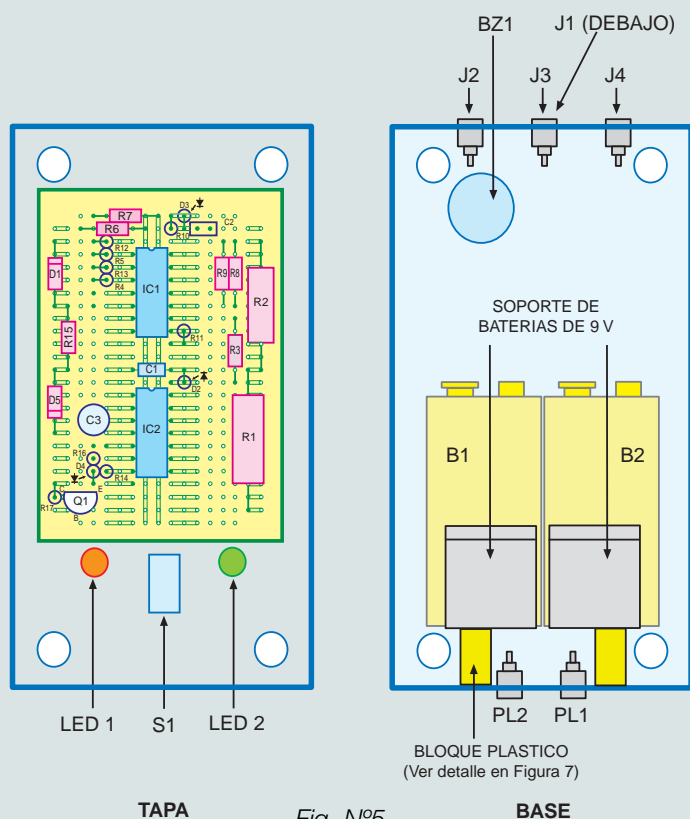 BZ1
J1 (DEBAJO)
J2
J3
J4
D3
R7
R6
R10
C2
R12
R5
R13
R4
D1
IC1
R9
R8
R2
R15
R11
R3
C1
D2
D5
C3
IC2
R1
R16
D4
R14
C
E
Q1
R17
B
LED 1
S1
LED 2
TAPA
SOPORTE DE
BATERIAS DE 9 V
B1
B2
PL2
PL1
BLOQUE PLASTICO
(Ver detalle en Figura 7)
BASE
Fig. Nº5